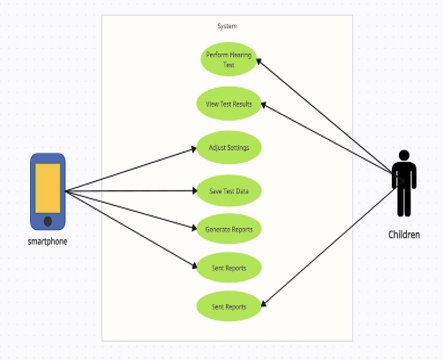 System
Perform Hearing
Test
View Test Results
Adjust Settings
Save Test Data
Generate Reports
Sent Reports
Sent Reports
smartphone
Children